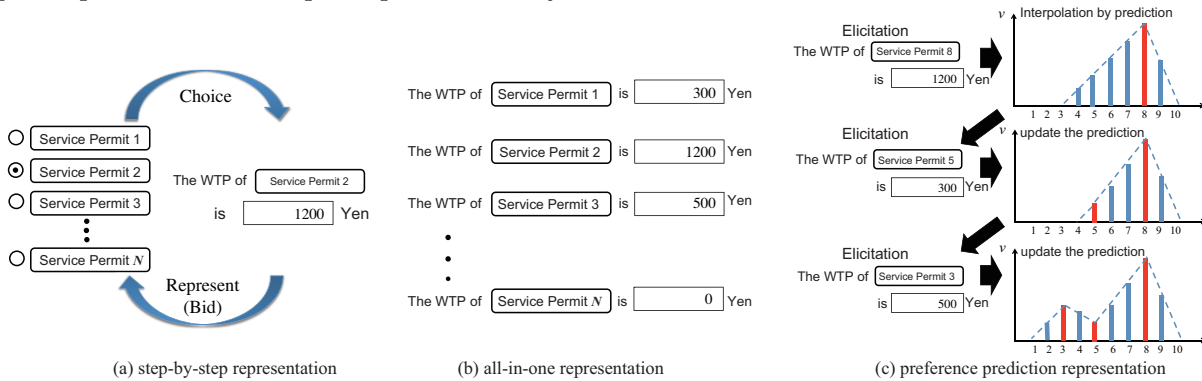 Choice
Service Permit 1
Service Permit 2
Service Permit 3
Service Permit N
The WTP of Service Permit 2
is 1200 Yen
Represent
(Bid)
(a) step-by-step representation
The WTP of Service Permit 1 is 300 Yen
The WTP of Service Permit 2 is 1200 Yen
The WTP of Service Permit 3 is 500 Yen
The WTP of Service Permit N is 0 Yen
(b) all-in-one representation
Elicitation
The WTP of Service Permit 8
is 1200 Yen
v Interpolation by prediction
1 2 3 4 5 6 7 8 9 10
Elicitation
The WTP of Service Permit 5
is 300 Yen
v update the prediction
1 2 3 4 5 6 7 8 9 10
Elicitation
The WTP of Service Permit 3
is 500 Yen
v update the prediction
1 2 3 4 5 6 7 8 9 10
(c) preference prediction representation